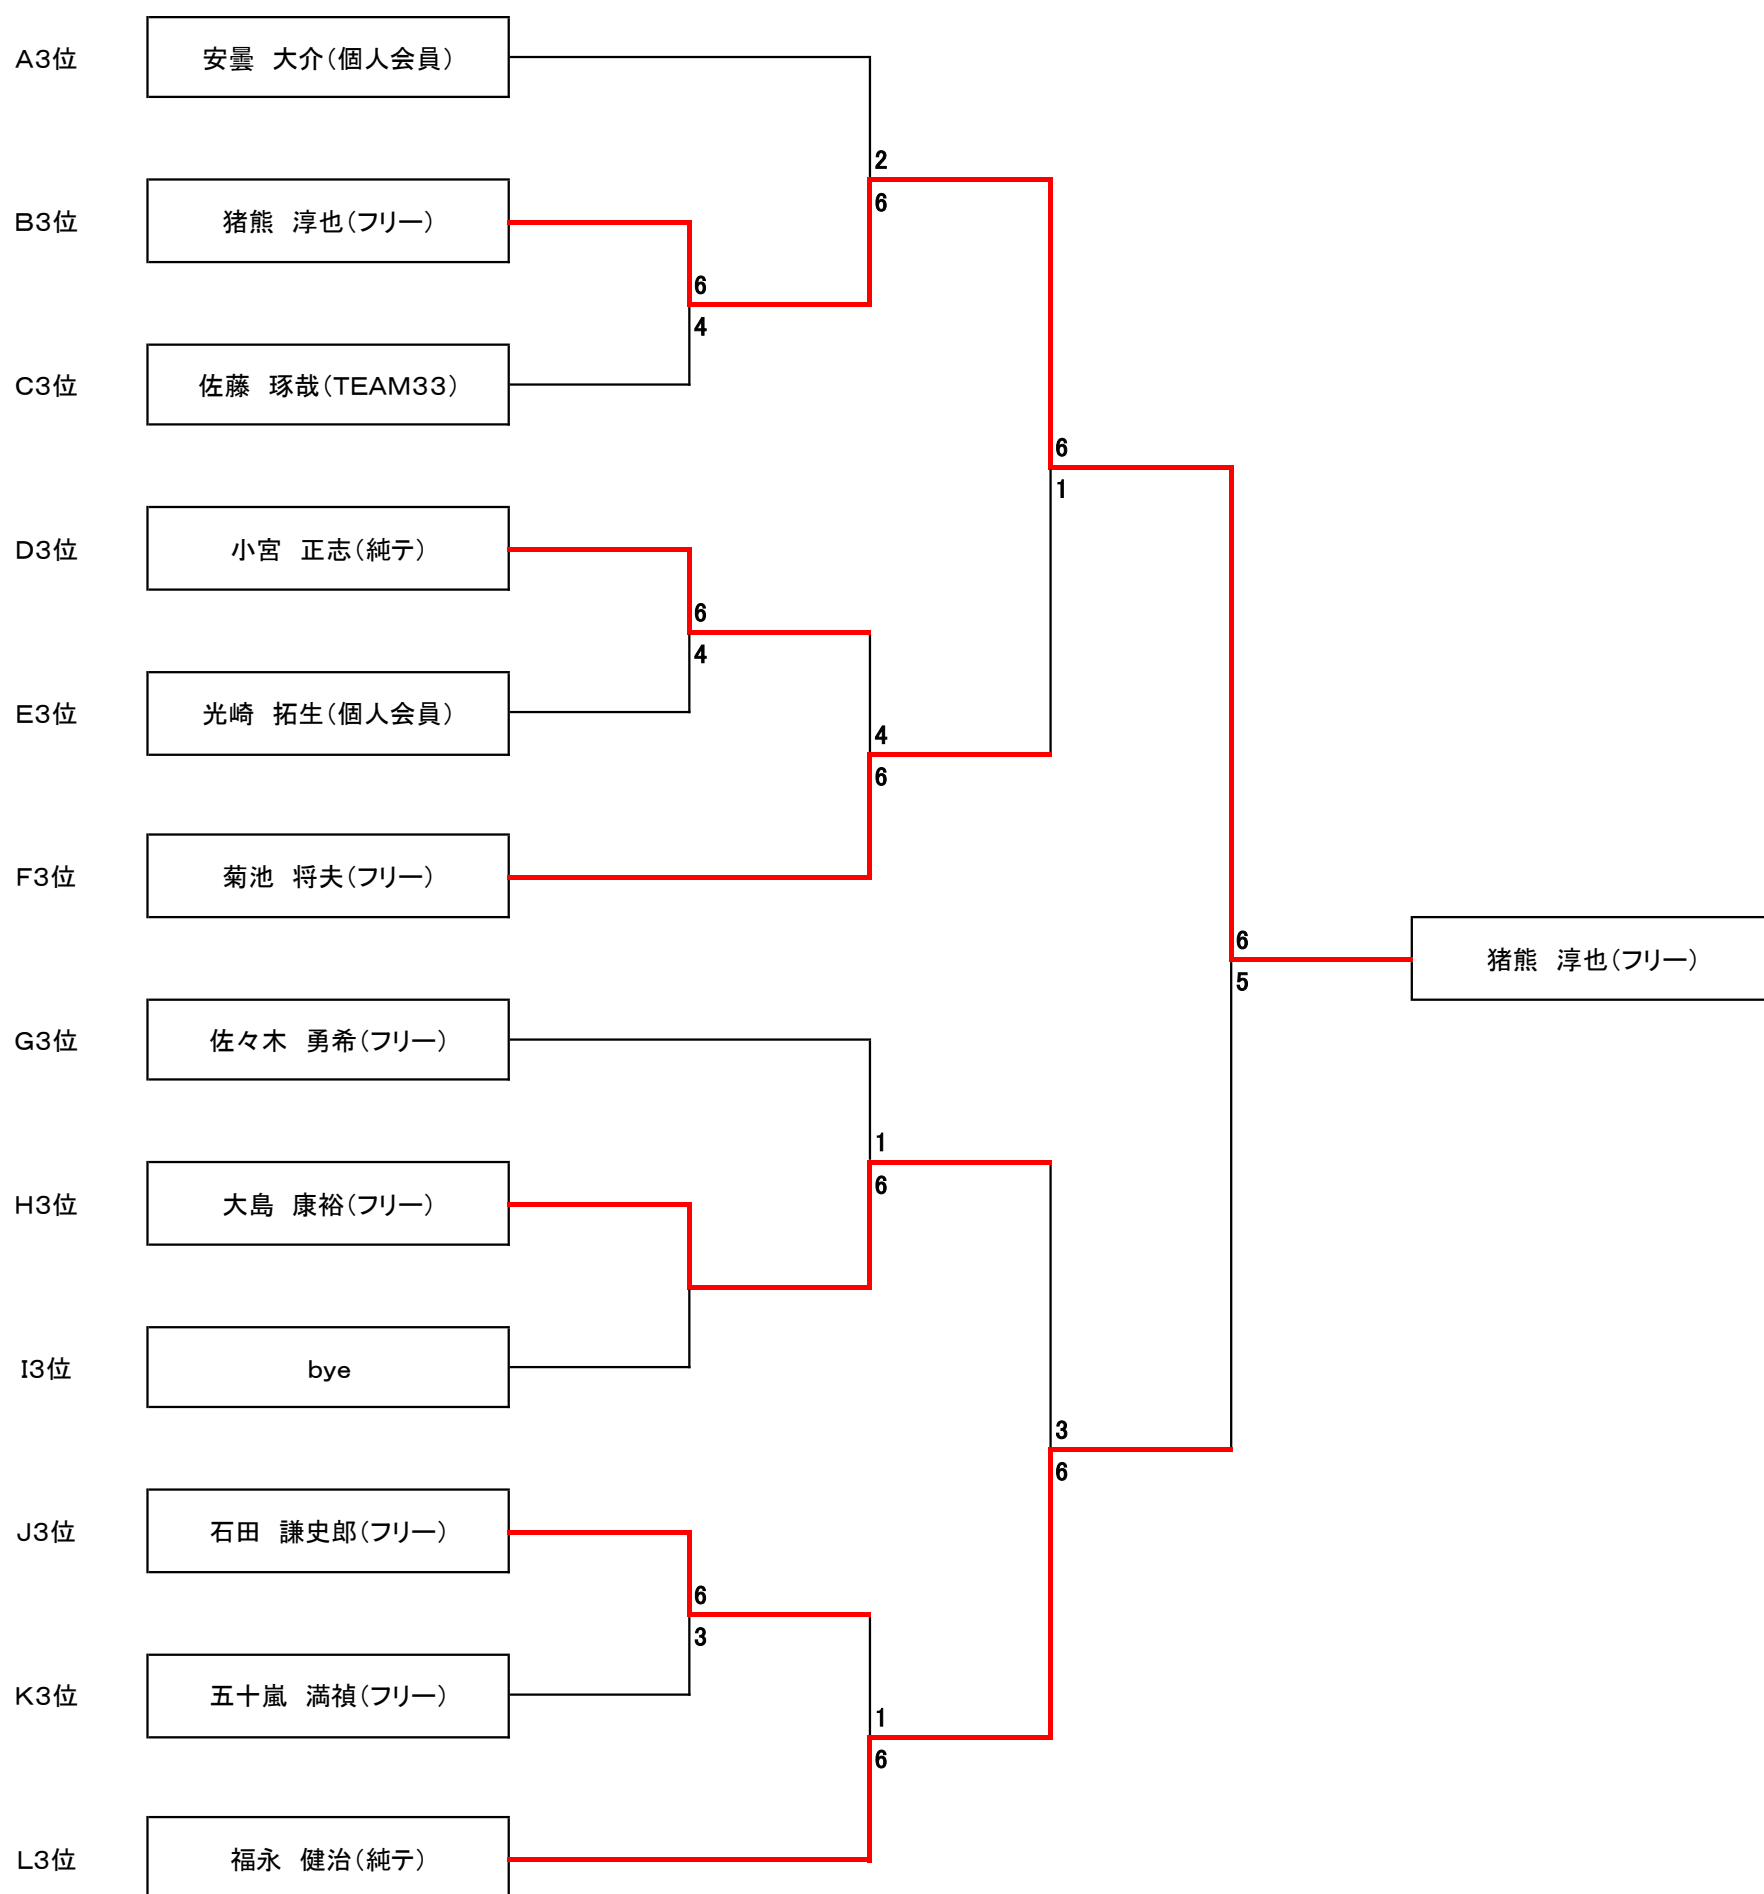 A3位 安曇　大介（個人会員）
2
6
B3位 猪熊　淳也（フリー）
6
4
C3位 佐藤　琢哉（TEAM33）
6
1
D3位 小宮　正志（純テ）
6
4
E3位 光崎　拓生（個人会員）
4
6
F3位 菊池　将夫（フリー）
6
5
猪熊　淳也（フリー）
G3位 佐々木　勇希（フリー）
1
6
H3位 大島　康裕（フリー）
I3位 bye
3
6
J3位 石田　謙史郎（フリー）
6
3
K3位 五十嵐　満禎（フリー）
1
6
L3位 福永　健治（純テ）